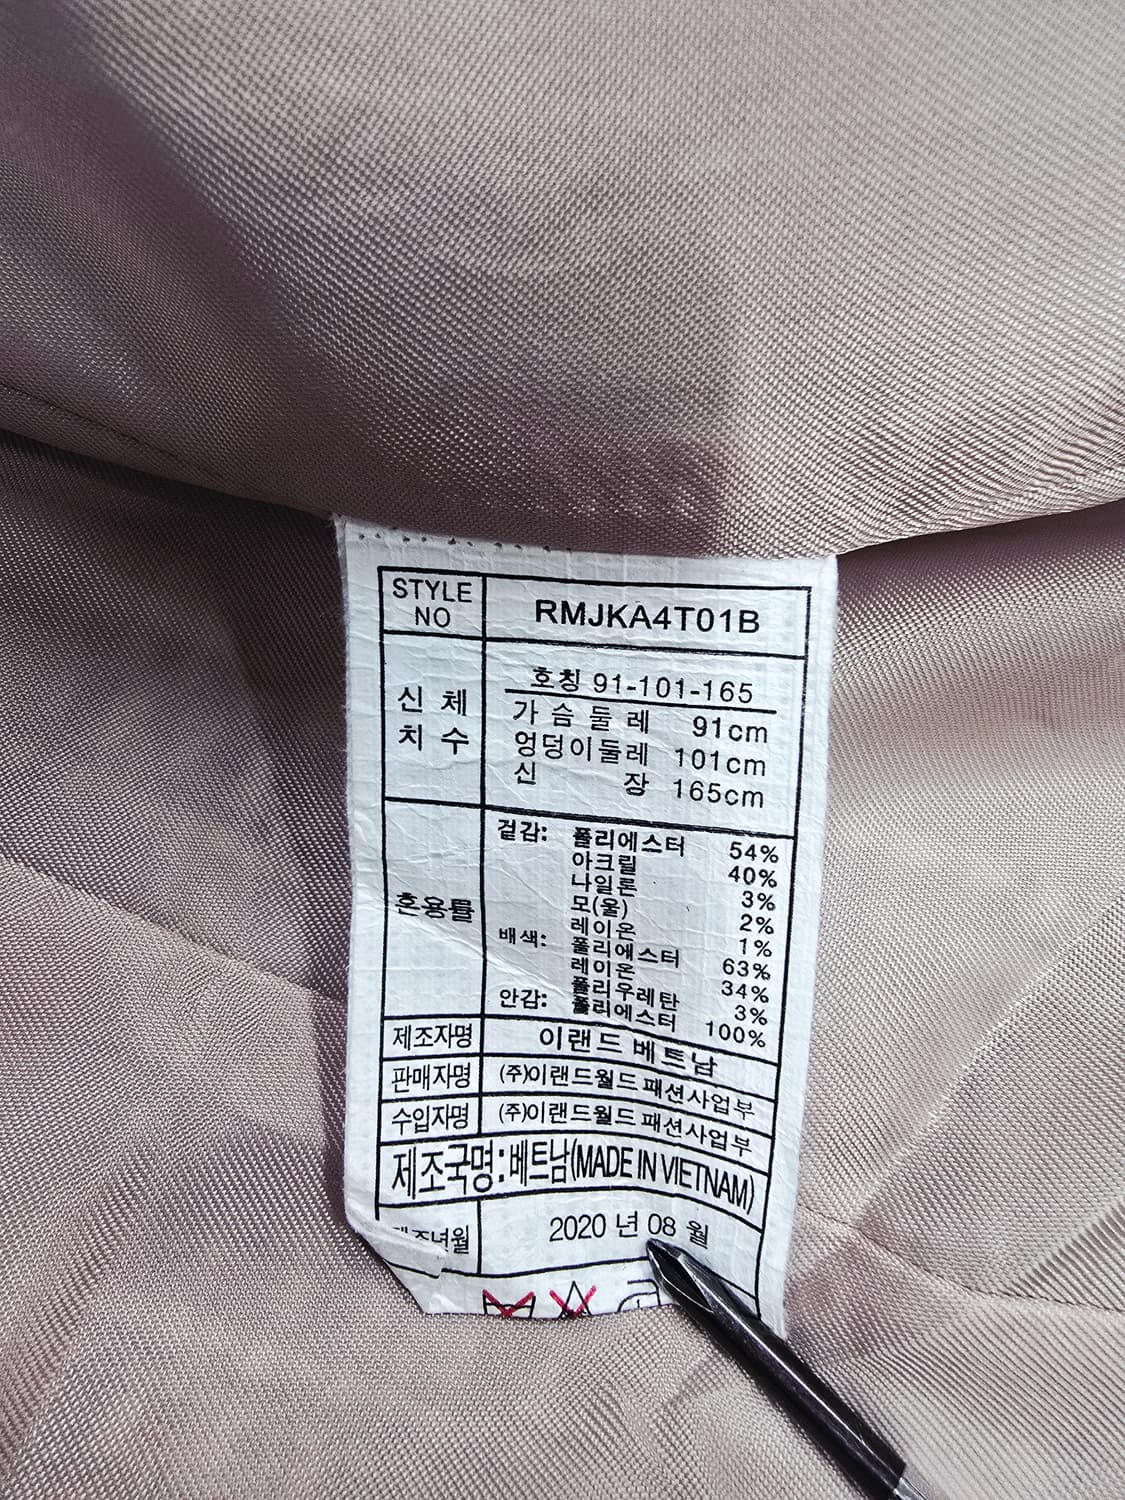 STYLE NO RMJKA4T01B
신체 치수
호칭 91-101-165
가슴둘레 91cm
엉덩이둘레 101cm
신 장 165cm
혼용률
겉감: 폴리에스터 54%
아크릴 40%
나일론 3%
모(울) 2%
레이온 1%
배색: 폴리에스터 63%
레이온 34%
폴리우레탄 3%
안감: 폴리에스터 100%
제조자명 이랜드 베트남
판매자명 (주)이랜드월드 패션사업부
수입자명 (주)이랜드월드 패션사업부
제조국명:베트남(MADE IN VIETNAM)
제조년월 2020 년 08 월